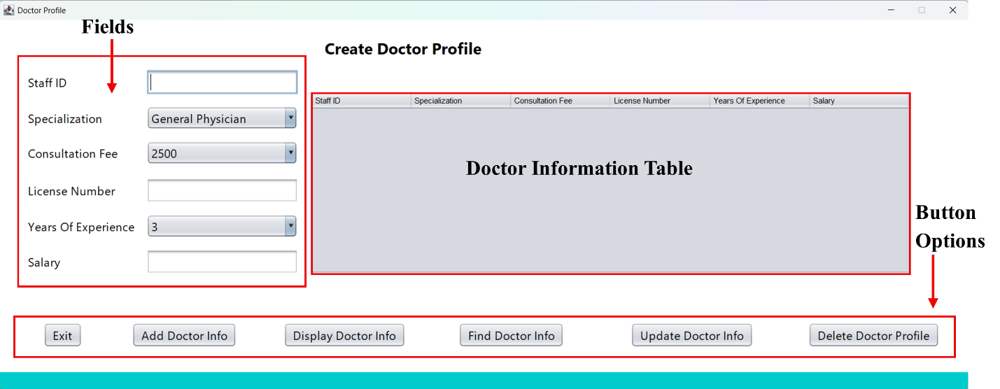 Doctor Profile
Fields
Create Doctor Profile
Staff ID
Specialization General Physician
Consultation Fee 2500
License Number
Years Of Experience 3
Salary
Staff ID Specialization Consultation Fee License Number Years Of Experience Salary
Doctor Information Table
Button
Options
Exit Add Doctor Info Display Doctor Info Find Doctor Info Update Doctor Info Delete Doctor Profile